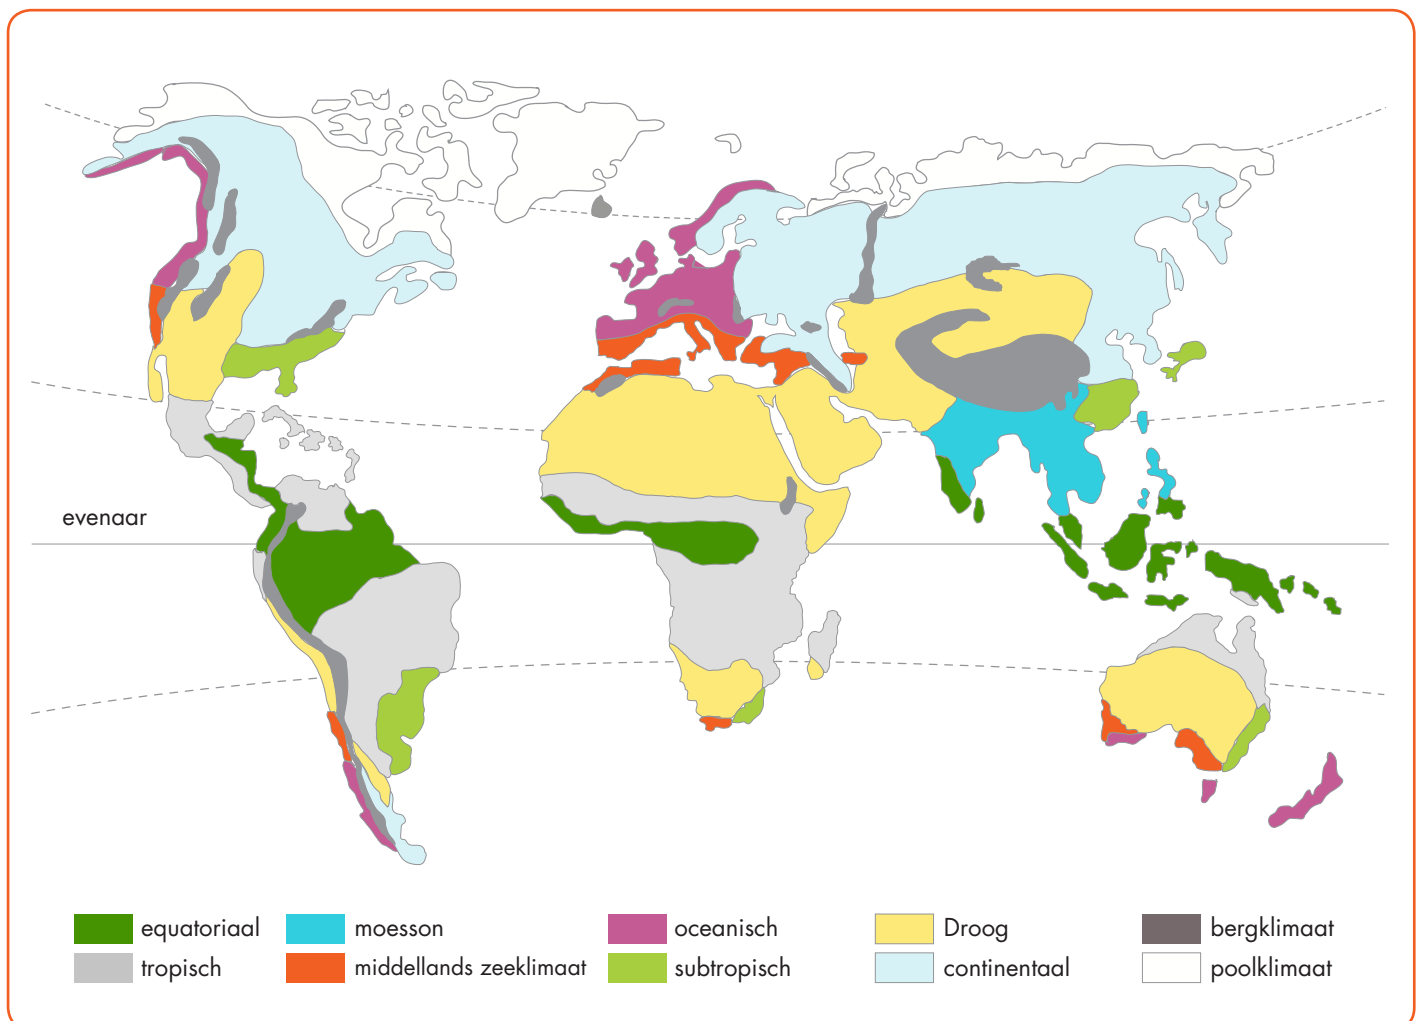 evenaar
equatoriaal
moesson
oceanisch
Droog
bergklimaat
tropisch
middellands zeeklimaat
subtropisch
continentaal
poolklimaat